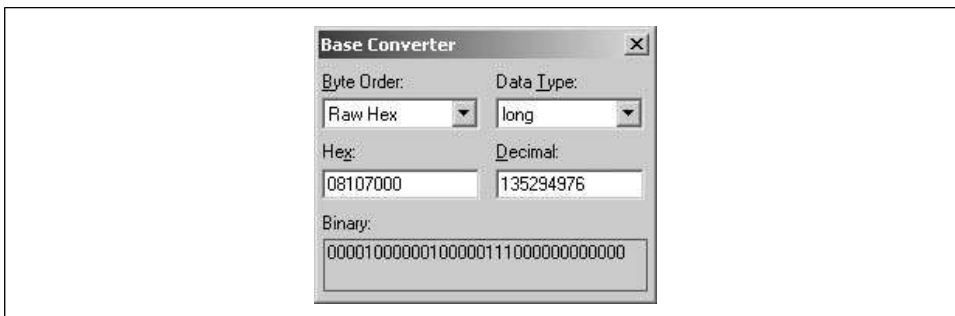 Base Converter
Byte Order: Data Type:
Raw Hex long
Hex: Decimal:
08107000 135294976
Binary:
00001000000100000111000000000000